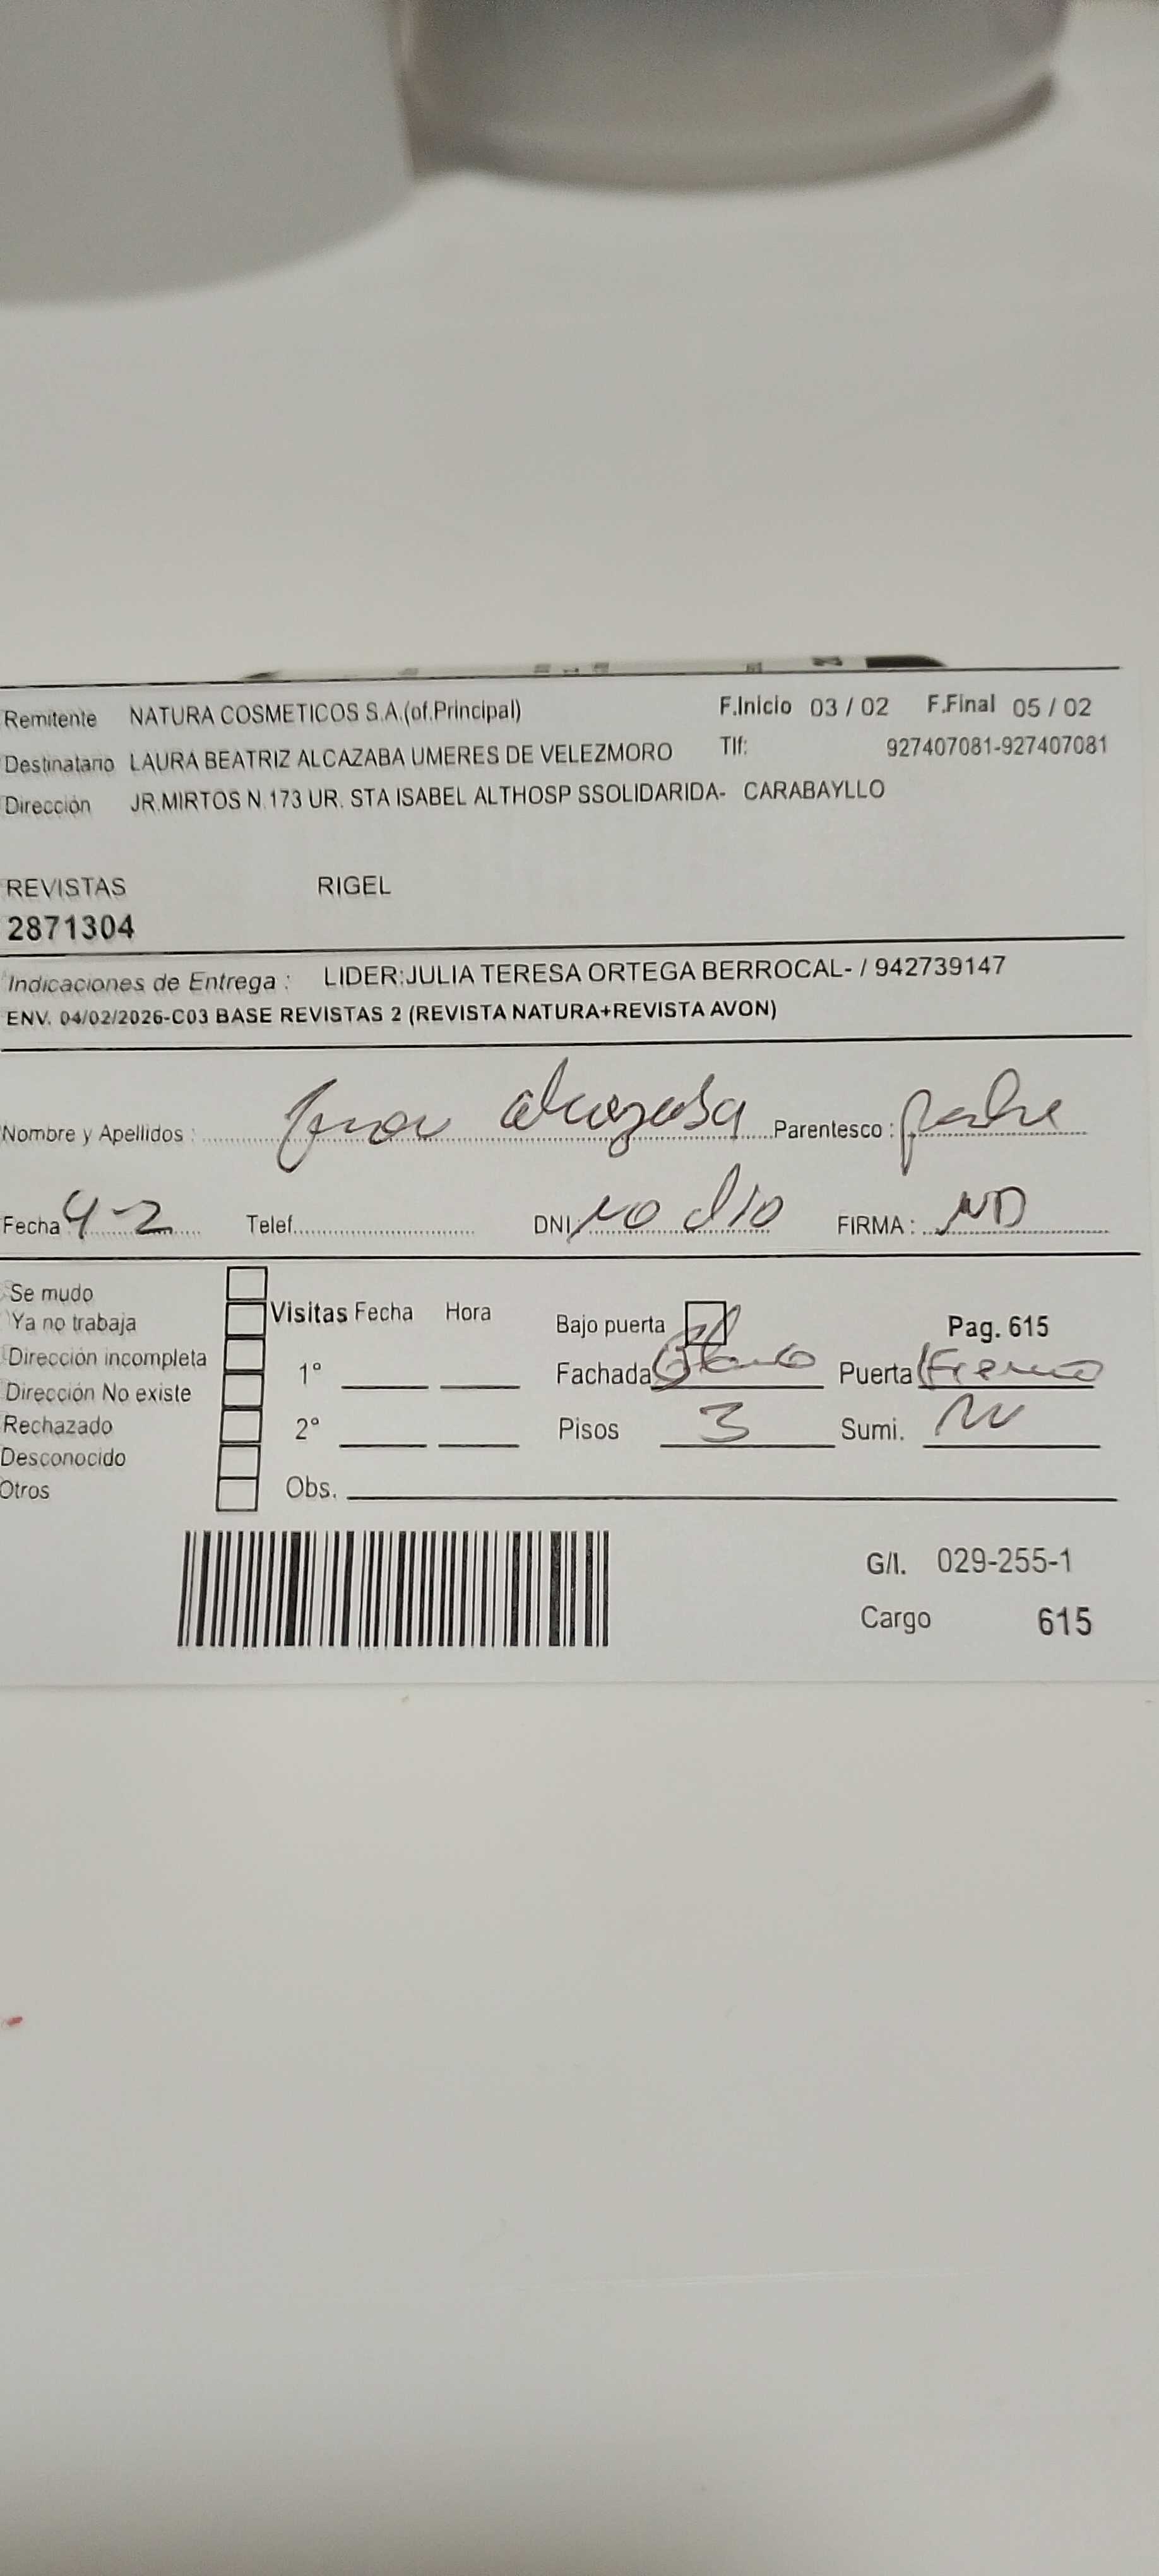 Remitente NATURA COSMETICOS S.A.(of.Principal) F.Inicio 03 / 02 F.Final 05 / 02
Destinatario LAURA BEATRIZ ALCAZABA UMERES DE VELEZMORO Tlf: 927407081-927407081
Dirección JR.MIRTOS N.173 UR. STA ISABEL ALTHOSP SSOLIDARIDA- CARABAYLLO
REVISTAS RIGEL
2871304
Indicaciones de Entrega : LIDER:JULIA TERESA ORTEGA BERROCAL- / 942739147
ENV. 04/02/2026-C03 BASE REVISTAS 2 (REVISTA NATURA+REVISTA AVON)
Nombre y Apellidos : alcazaba Parentesco : padre
Fecha 4-2 Telef. DNI NO dio FIRMA : ND
Se mudo
Ya no trabaja Visitas Fecha Hora Bajo puerta Pag. 615
Dirección incompleta 1° Fachada Blanco Puerta Fierro
Dirección No existe
Rechazado 2° Pisos 3 Sumi.
Desconocido
Otros Obs.
G/I. 029-255-1
Cargo 615